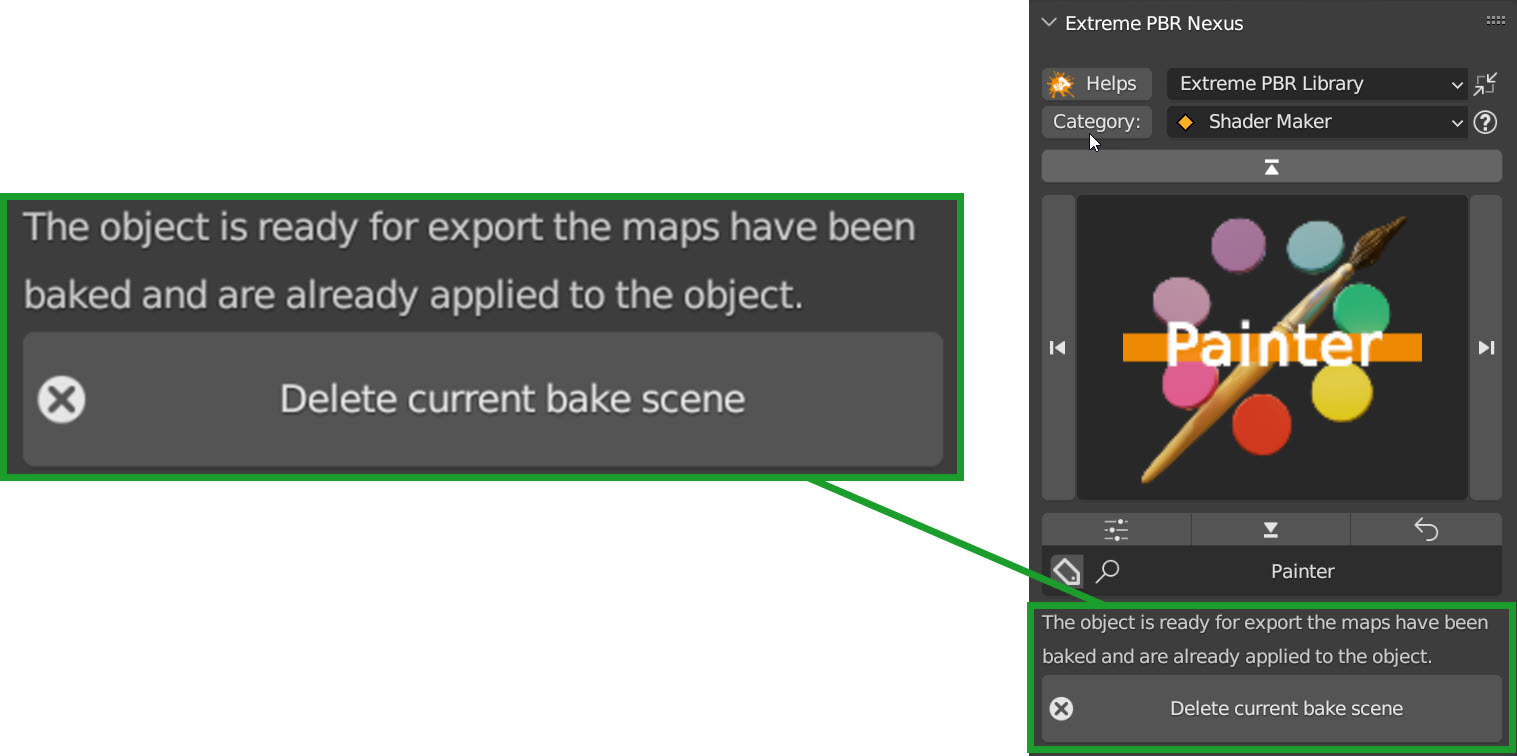 The object is ready for export the maps have been
baked and are already applied to the object.
Delete current bake scene
Extreme PBR Nexus
Helps
Extreme PBR Library
Category:
Shader Maker
Painter
Painter
The object is ready for export the maps have been
baked and are already applied to the object.
Delete current bake scene